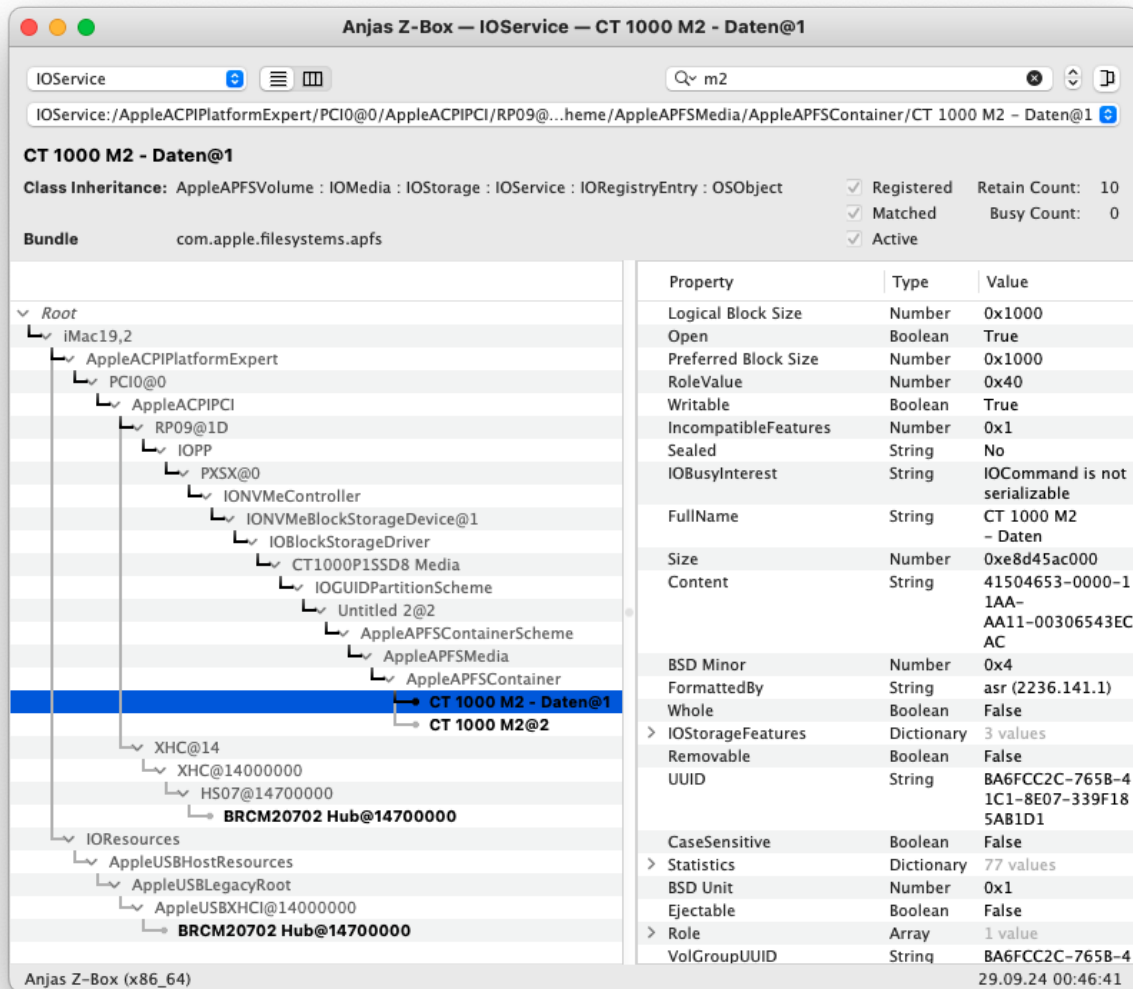 Anjas Z-Box — IOService — CT 1000 M2 - Daten@1
IOService
m2
IOService:/AppleACPIPlatformExpert/PCI0@0/AppleACPIPCI/RP09@...heme/AppleAPFSMedia/AppleAPFSContainer/CT 1000 M2 - Daten@1
CT 1000 M2 - Daten@1
Class Inheritance: AppleAPFSVolume : IOMedia : IOStorage : IOService : IORegistryEntry : OSObject
Registered Retain Count: 10
Matched Busy Count: 0
Bundle com.apple.filesystems.apfs
Active
Root
iMac19,2
AppleACPIPlatformExpert
PCI0@0
AppleACPIPCI
RP09@1D
IOPP
PXSX@0
IONVMeController
IONVMeBlockStorageDevice@1
IOBlockStorageDriver
CT1000P1SSD8 Media
IOGUIDPartitionScheme
Untitled 2@2
AppleAPFSContainerScheme
AppleAPFSMedia
AppleAPFSContainer
CT 1000 M2 - Daten@1
CT 1000 M2@2
XHC@14
XHC@14000000
HS07@14700000
BRCM20702 Hub@14700000
IOResources
AppleUSBHostResources
AppleUSBLegacyRoot
AppleUSBXHCI@14000000
BRCM20702 Hub@14700000
Property Type Value
Logical Block Size Number 0x1000
Open Boolean True
Preferred Block Size Number 0x1000
RoleValue Number 0x40
Writable Boolean True
IncompatibleFeatures Number 0x1
Sealed String No
IOBusyInterest String IOCommand is not
serializable
FullName String CT 1000 M2
- Daten
Size Number 0xe8d45ac000
Content String 41504653-0000-1
1AA-
AA11-00306543EC
AC
BSD Minor Number 0x4
FormattedBy String asr (2236.141.1)
Whole Boolean False
IOStorageFeatures Dictionary 3 values
Removable Boolean False
UUID String BA6FCC2C-765B-4
1C1-8E07-339F18
5AB1D1
CaseSensitive Boolean False
Statistics Dictionary 77 values
BSD Unit Number 0x1
Ejectable Boolean False
Role Array 1 value
VolGroupUUID String BA6FCC2C-765B-4
Anjas Z-Box (x86_64)
29.09.24 00:46:41